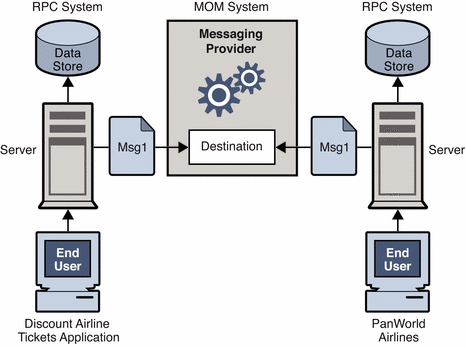 RPC System
MOM System
RPC System
Messaging
Provider
Data
Store
Data
Store
Server
Msg1
Destination
Msg1
Server
End
User
End
User
Discount Airline
Tickets Application
PanWorld
Airlines